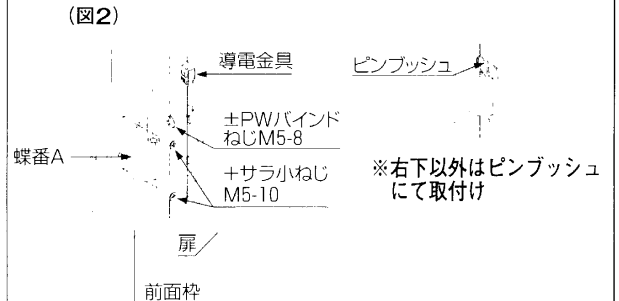 (図2)
導電金具
ピンブッシュ
±PWバインド
ねじM5-8
蝶番A
+サラ小ねじ
M5-10
※右下以外はピンブッシュ
にて取付け
扉
前面枠